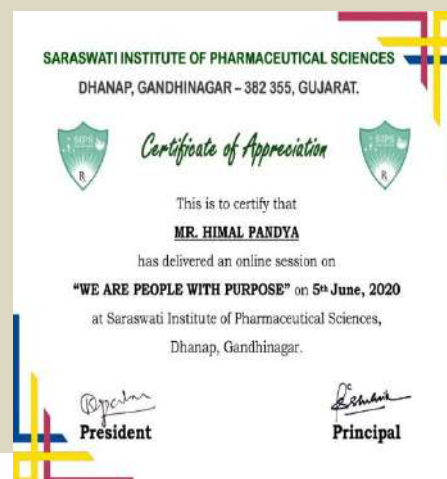 SARASWATI INSTITUTE OF PHARMACEUTICAL SCIENCES
DHANAP, GANDHINAGAR – 382 355, GUJARAT.
SIPS
R
Certificate of Appreciation
SIPS
R
This is to certify that
MR. HIMAL PANDYA
has delivered an online session on
“WE ARE PEOPLE WITH PURPOSE” on 5th June, 2020
at Saraswati Institute of Pharmaceutical Sciences,
Dhanap, Gandhinagar.
President
Principal